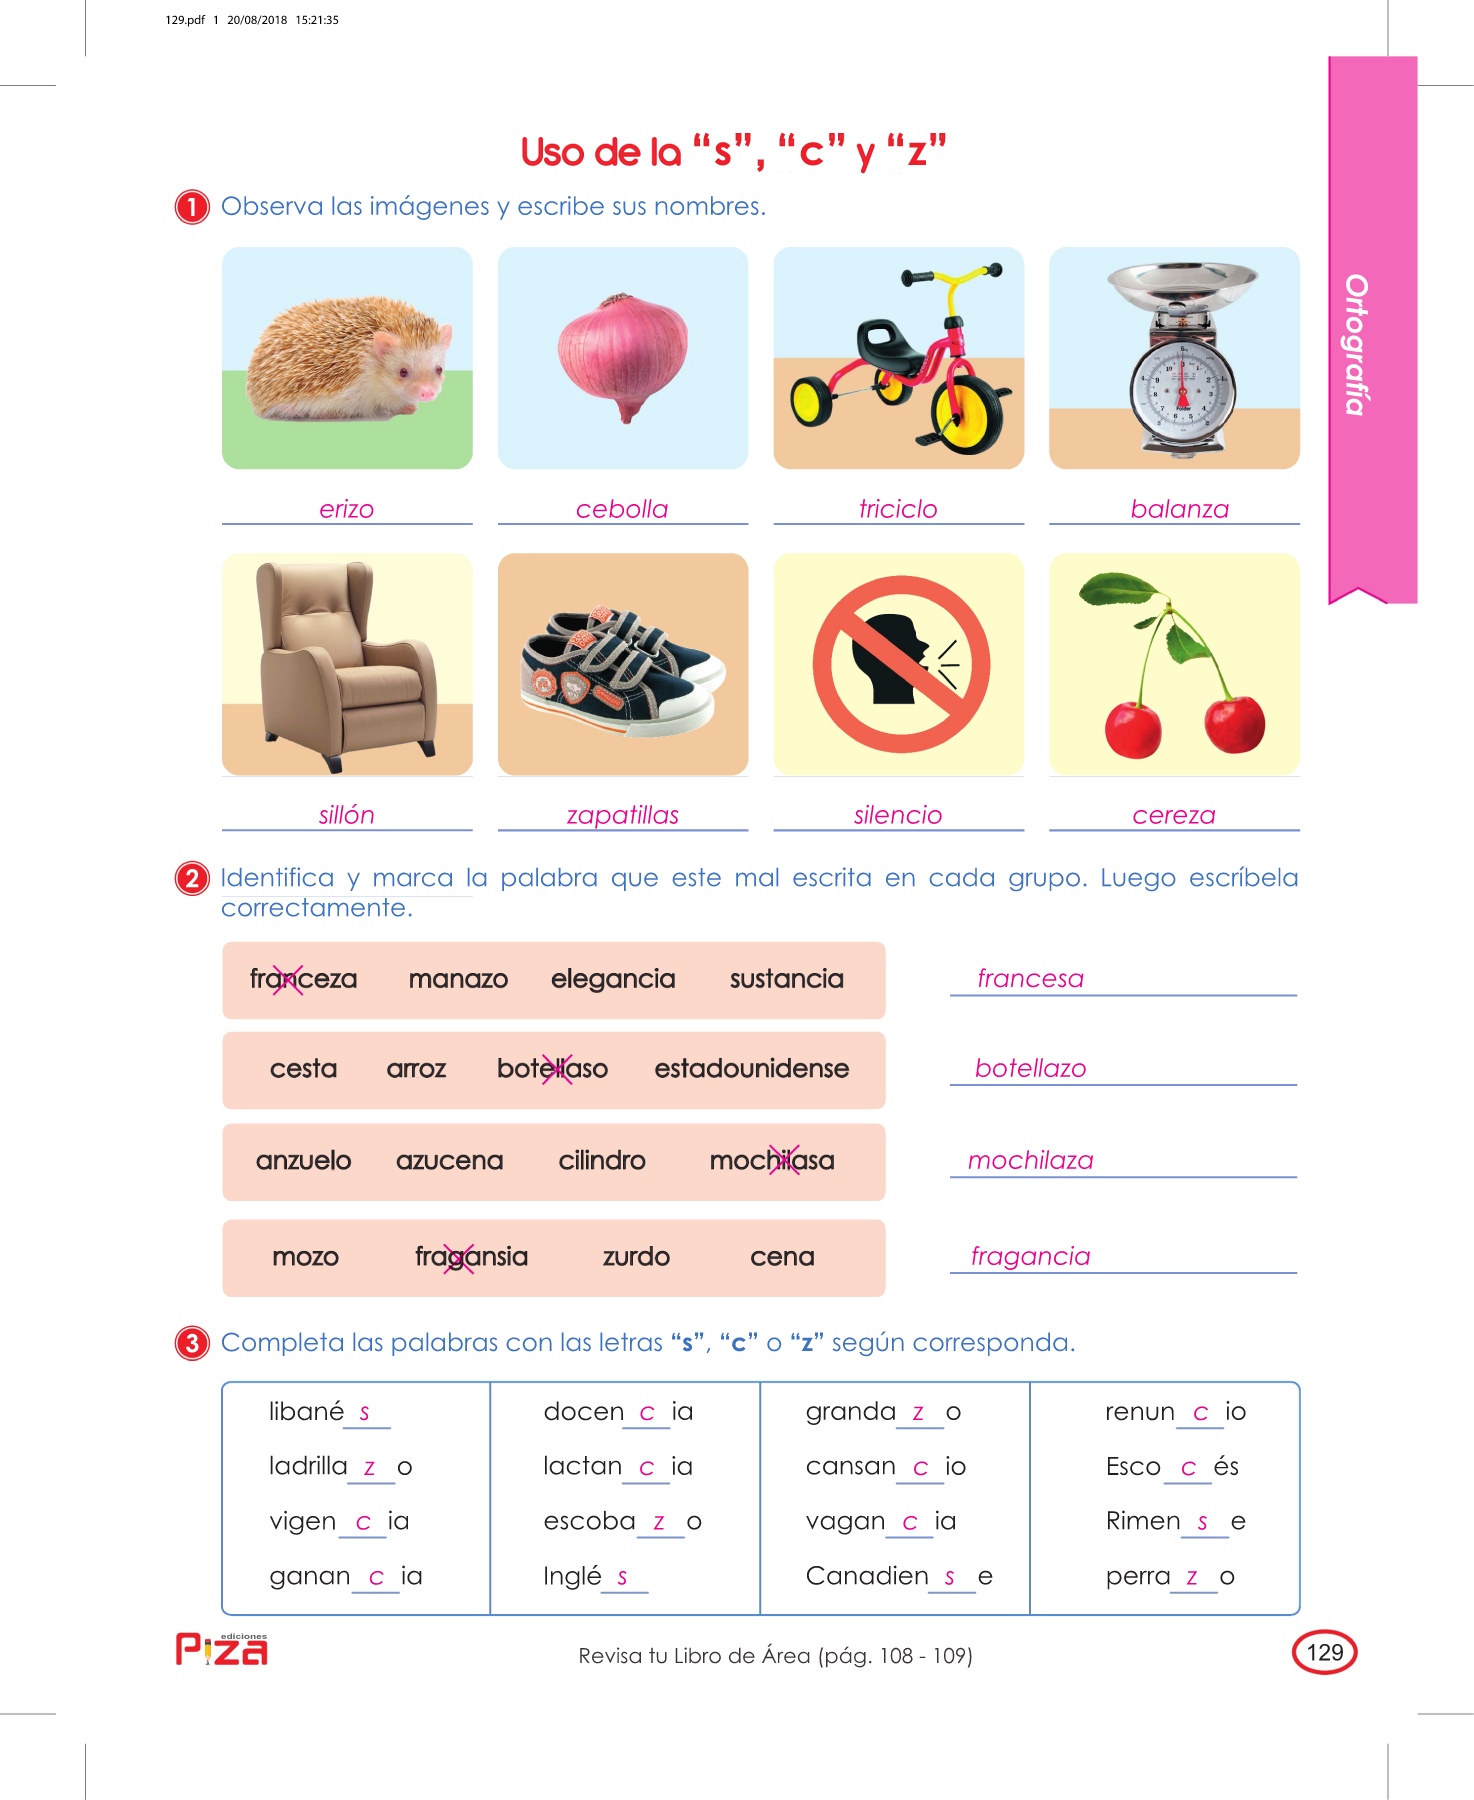 129.pdf 1 20/08/2018 15:21:35
Uso de la “s”, “c” y “z”
1 Observa las imágenes y escribe sus nombres.
erizo cebolla triciclo balanza
sillón zapatillas silencio cereza
Ortografía
2 Identifica y marca la palabra que este mal escrita en cada grupo. Luego escríbela
correctamente.
franceza manazo elegancia sustancia francesa
cesta arroz botellaso estadounidense botellazo
anzuelo azucena cilindro mochilasa mochilaza
mozo fragansia zurdo cena fragancia
3 Completa las palabras con las letras “s”, “c” o “z” según corresponda.
libané s docen c ia granda z o renun c io
ladrilla z o lactan c ia cansan c io Esco c és
vigen c ia escoba z o vagan c ia Rimen s e
ganan c ia Inglé s Canadien s e perra z o
ediciones
Piza
Revisa tu Libro de Área (pág. 108 - 109)
129